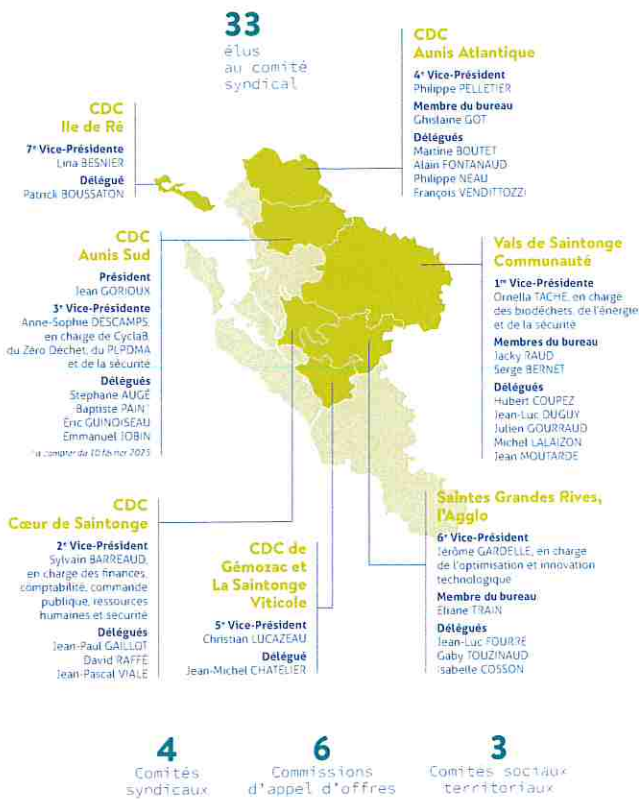 33
élus
au comité
syndical
CDC
Aunis Atlantique
4e Vice-Président
Philippe PELLETIER
Membre du bureau
Ghislaine GOT
Délégués
Martine BOUTET
Alain FONTANAUD
Philippe NEAU
François VENDITTOZZI
CDC
Ile de Ré
7e Vice-Présidente
Lina BESNIER
Délégué
Patrick BOUSSATON
CDC
Aunis Sud
Président
Jean GORIOUX
3e Vice-Présidente
Anne-Sophie DESCAMPS,
en charge de CyclaB,
du Zéro Déchet, du PLPDMA
et de la sécurité
Délégués
Stéphane AUGÉ
Baptiste PAIN*
Éric GUINOISEAU
Emmanuel JOBIN
à compter du 10 février 2025
Vals de Saintonge
Communauté
1re Vice-Présidente
Ornella TACHE, en charge
des biodéchets, de l'énergie
et de la sécurité
Membres du bureau
Jacky RAUD
Serge BERNET
Délégués
Hubert COUPEZ
Jean-Luc DUGUY
Julien GOURRAUD
Michel LALAIZON
Jean MOUTARDE
CDC
Cœur de Saintonge
2e Vice-Président
Sylvain BARREAUD,
en charge des finances,
comptabilité, commande
publique, ressources
humaines et sécurité
Délégués
Jean-Paul GAILLOT
David RAFFÉ
Jean-Pascal VIALE
CDC de
Gémozac et
La Saintonge
Viticole
5e Vice-Président
Christian LUCAZEAU
Délégué
Jean-Michel CHATELIER
Saintes Grandes Rives,
l'Agglo
6e Vice-Président
Jérôme GARDELLE, en charge
de l'optimisation et innovation
technologique
Membre du bureau
Eliane TRAIN
Délégués
Jean-Luc FOURRÉ
Gaby TOUZINAUD
Isabelle COSSON
4
Comités
syndicaux
6
Commissions
d'appel d'offres
3
Comités sociaux
territoriaux